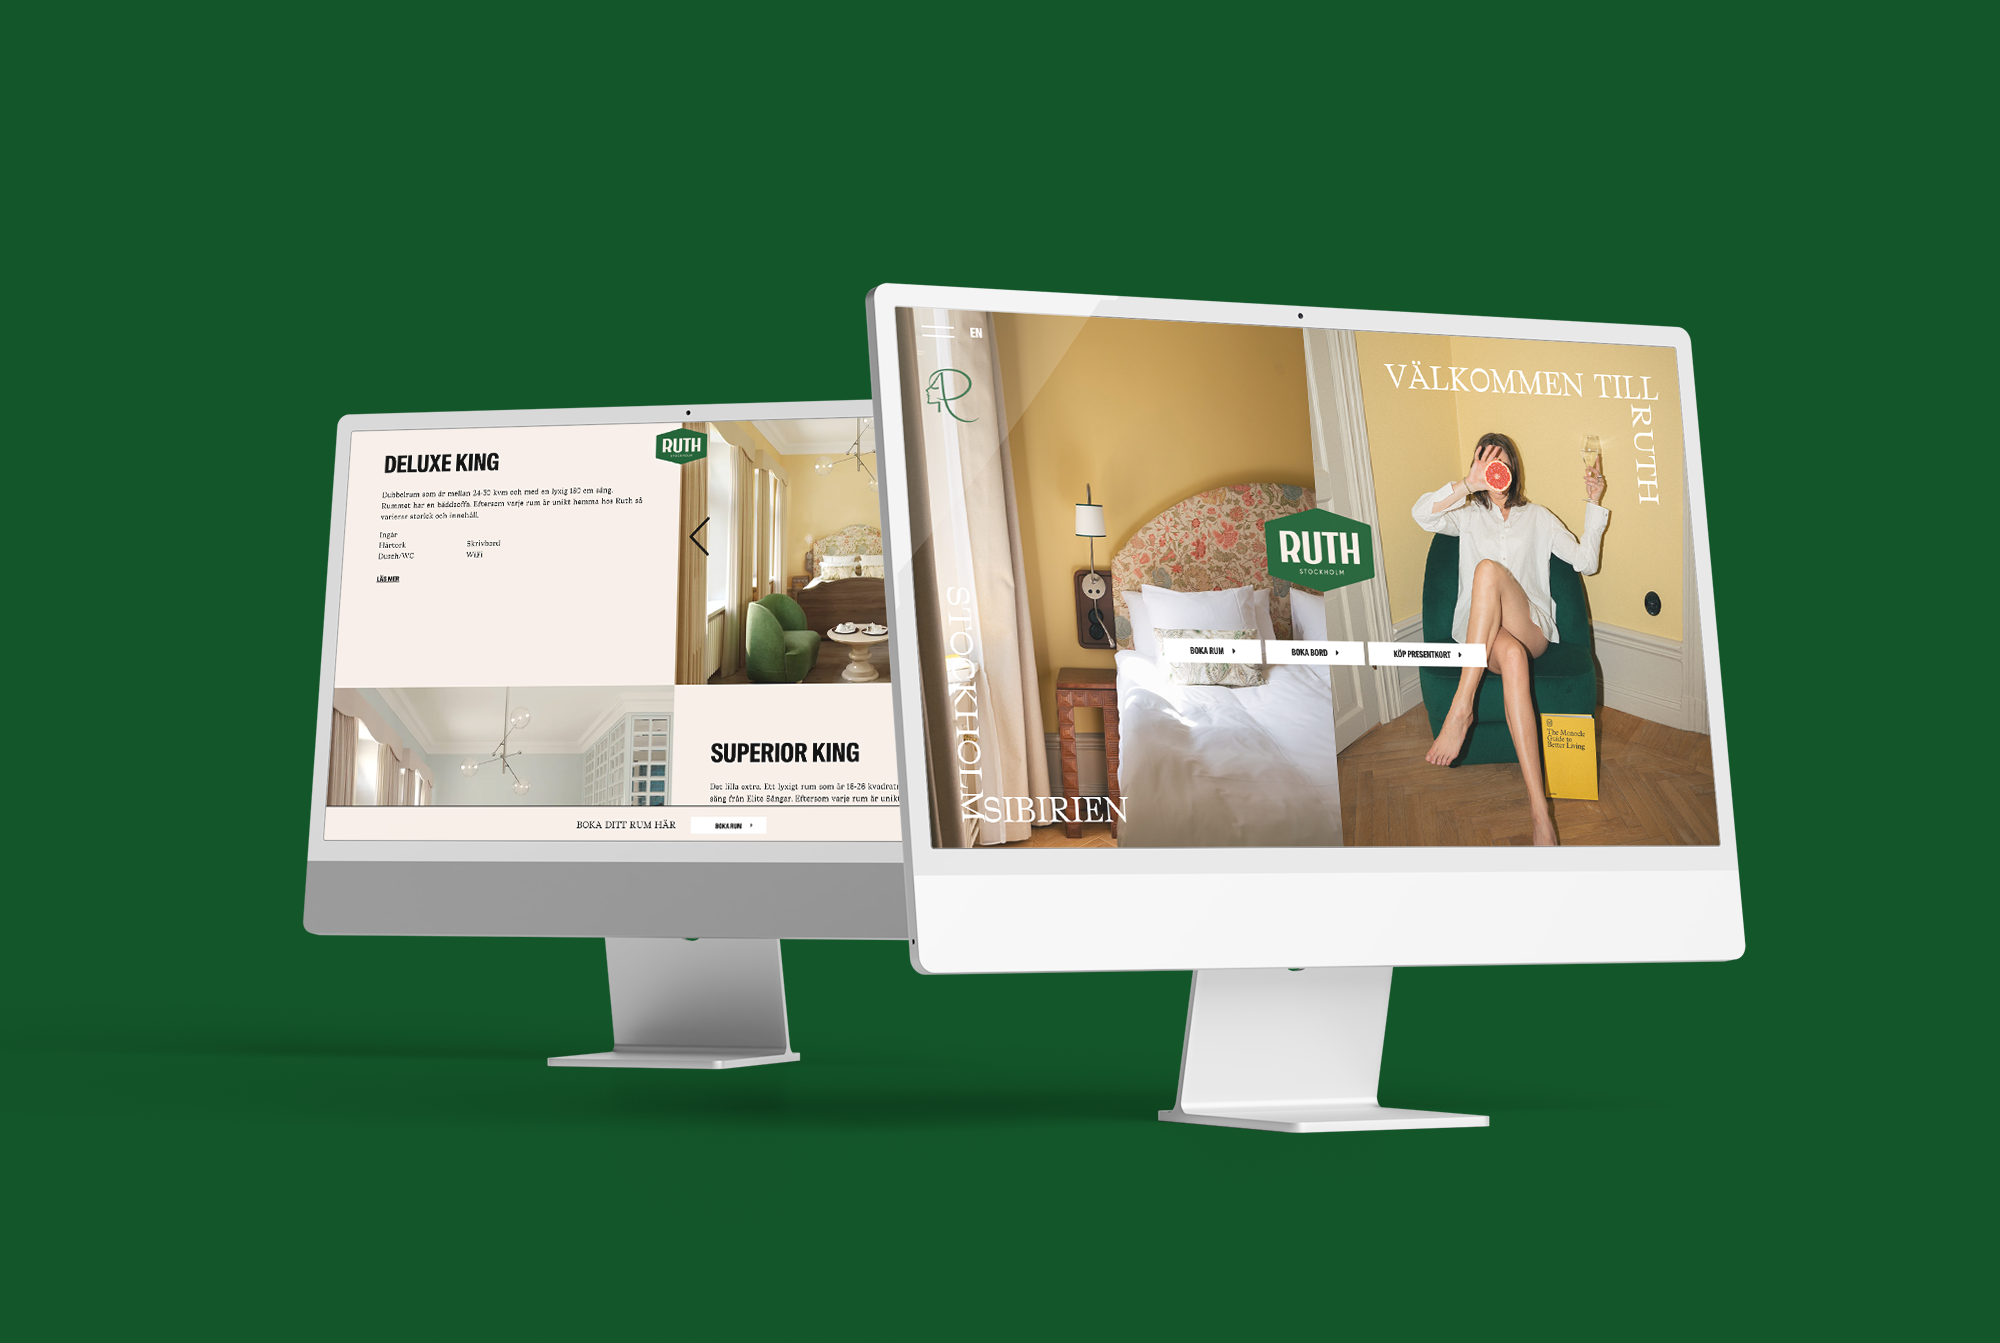 DELUXE KING
Dubbelrum som är mellan 24-30 kvm och med en lyxig 180 cm säng.
Rummet har en bäddsoffa. Eftersom varje rum är unikt hemma hos Ruth så
varierar storlek och innehåll.
Ingår
Hårtork
Skrivbord
Dusch/WC
WiFi
LÄS MER
RUTH
STOCKHOLM
SUPERIOR KING
Det lilla extra. Ett lyxigt rum som är 18-26
säng från Elite Sängar. Eftersom varje rum är
BOKA DITT RUM HÄR
BOKA RUM
EN
R
VÄLKOMMEN TILL
RUTH
RUTH
STOCKHOLM
BOKA RUM
BOKA BORD
KÖP PRESENTKORT
The Monocle
Guide to
Better Living
STOCKHOLM
SIBIRIEN